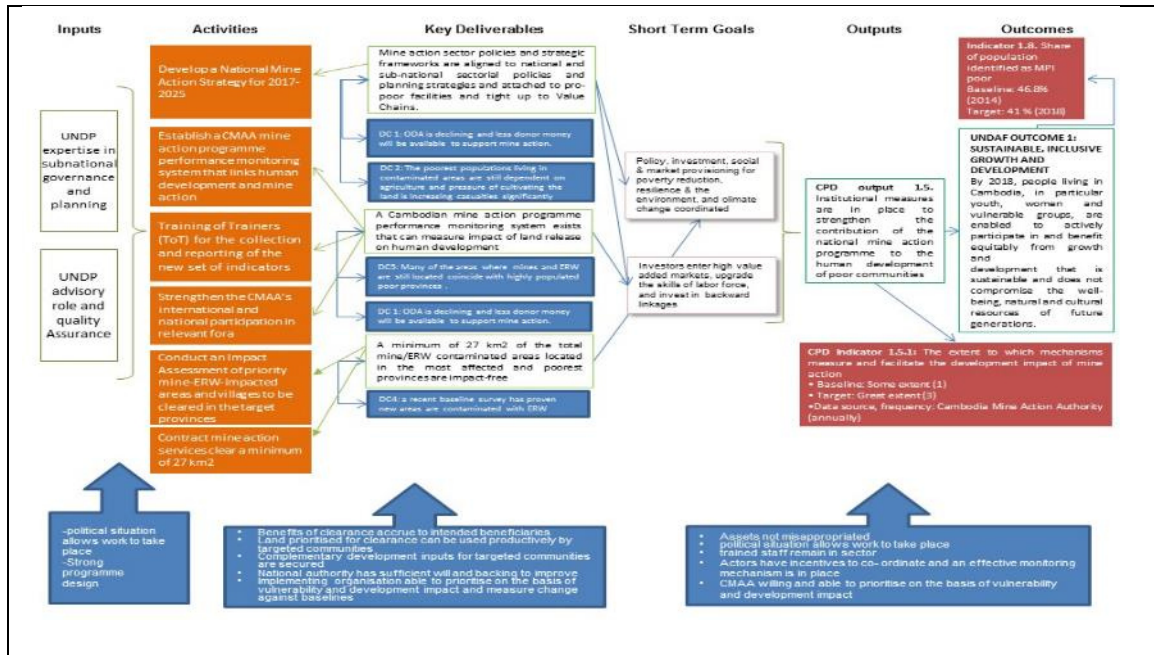 Inputs
Activities
Key Deliverables
Short Term Goals
Outputs
Outcomes
UNDP
expertise in
subnational
governance
and
planning
UNDP
advisory
role and
quality
Assurance
Develop a National Mine
Action Strategy for 2017-
2025
Establish a CMAA mine
action programme
performance monitoring
system that links human
development and mine
action
Training of Trainers
(ToT) for the collection
and reporting of the
new set of indicators
Strengthen the CMAA's
international and
national participation in
relevant fora
Conduct an Impact
Assessment of priority
mine-ERW-impacted
areas and villages to be
cleared in the target
provinces
Contract mine action
services clear a minimum
of 27 km2
Mine action sector policies and strategic
frameworks are aligned to national and
sub-national sectorial policies and
planning strategies and attached to pro-
poor facilities and tight up to Value
Chains.
DC 1: ODA is declining and less donor money
will be available to support mine action.
DC 2: The poorest populations living in
contaminated areas are still dependent on
agriculture and pressure of cultivating the
land is increasing casualties significantly
A Cambodian mine action programme
performance monitoring system exists
that can measure impact of land release
on human development
DC3: Many of the areas where mines and ERW
still located coincide with highly populated
poor provinces .
DC 1: ODA is declining and less donor money
will be available to support mine action.
A minimum of 27 km2 of the total
mine/ERW contaminated areas located
in the most affected and poorest
provinces are impact-free
DC4: a recent baseline survey has proven
new areas are contaminated with ERW
Policy, investment, social
& market provisioning for
poverty reduction,
resilience & the
environment, and climate
change coordinated
Investors enter high value
added markets, upgrade
the skills of labor force,
and invest in backward
linkages
CPD output 1.5.
Institutional measures
are in place to
strengthen the
contribution of the
national mine action
programme to the
human development
of poor communities
Indicator 1.8. Share
of population
identified as MPI
poor
Baseline: 46.8%
(2014)
Target: 41 % (2018)
UNDAF OUTCOME 1:
SUSTAINABLE, INCLUSIVE
GROWTH AND
DEVELOPMENT
By 2018, people living in
Cambodia, in particular
youth, women and
vulnerable groups, are
enabled to actively
participate in and benefit
equitably from growth
and
development that is
sustainable and does not
compromise the well-
being, natural and cultural
resources of future
generations.
CPD Indicator 1.5.1: The extent to which mechanisms
measure and facilitate the development impact of
mine action
• Baseline: Some extent (1)
• Target: Great extent (3)
•Data source, frequency: Cambodia Mine Action Authority
(annually)
-political situation
allows work to take
place
-Strong
programme
design
• Benefits of clearance accrue to intended beneficiaries
• Land prioritised for clearance can be used productively by
targeted communities
• Complementary development inputs for targeted communities
are secured
• National authority has sufficient will and backing to improve
• Implementing organisation able to prioritise on the basis of
vulnerability and development impact and measure change
against baselines
• Assets not misappropriated
• political situation allows work to take place
• trained staff remain in sector
• Actors have incentives to co- ordinate and an effective monitoring
mechanism is in place
• CMAA willing and able to prioritise on the basis of vulnerability
and development impact